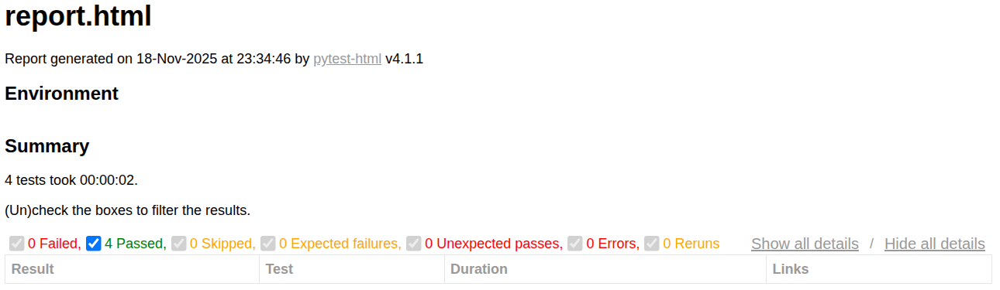 report.html
Report generated on 18-Nov-2025 at 23:34:46 by pytest-html v4.1.1
Environment
Summary
4 tests took 00:00:02.
(Un)check the boxes to filter the results.
0 Failed, 4 Passed, 0 Skipped, 0 Expected failures, 0 Unexpected passes, 0 Errors, 0 Reruns Show all details / Hide all details
Result Test Duration Links